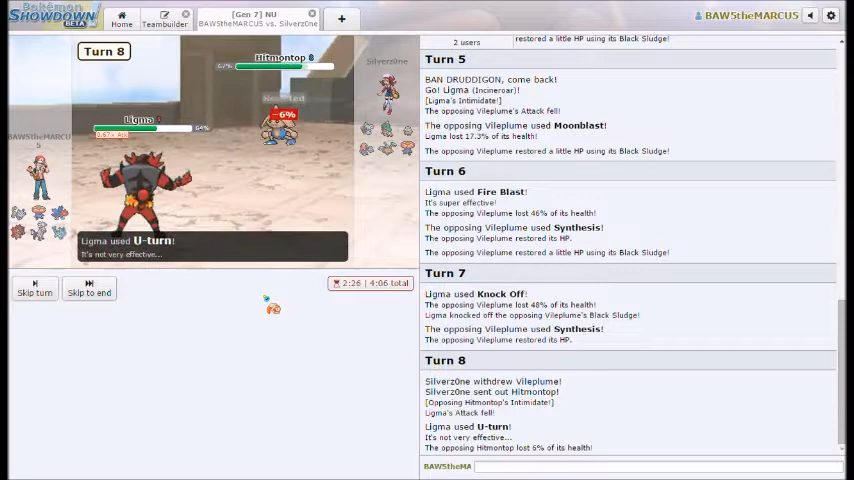 Pokémon
SHOWDOWN!
BETA
Home
Teambuilder
[Gen 7] NU
BAW5theMARCUS vs. Silverz0ne
+
BAW5theMARCUS
Turn 8
Hitmontop
67%
Silverz0ne
−6%
Ligma
64%
0.67× Atk
BAW5theMARCU
S
Ligma used U-turn!
It's not very effective...
Skip turn
Skip to end
2:26 | 4:06 total
2 users
restored a little HP using its Black Sludge!
Turn 5
BAN DRUDDIGON, come back!
Go! Ligma (Incineroar)!
[Ligma's Intimidate!]
The opposing Vileplume's Attack fell!
The opposing Vileplume used Moonblast!
Ligma lost 17.3% of its health!
The opposing Vileplume restored a little HP using its Black Sludge!
Turn 6
Ligma used Fire Blast!
It's super effective!
The opposing Vileplume lost 46% of its health!
The opposing Vileplume used Synthesis!
The opposing Vileplume restored its HP.
The opposing Vileplume restored a little HP using its Black Sludge!
Turn 7
Ligma used Knock Off!
The opposing Vileplume lost 48% of its health!
Ligma knocked off the opposing Vileplume's Black Sludge!
The opposing Vileplume used Synthesis!
The opposing Vileplume restored its HP.
Turn 8
Silverz0ne withdrew Vileplume!
Silverz0ne sent out Hitmontop!
[Opposing Hitmontop's Intimidate!]
Ligma's Attack fell!
Ligma used U-turn!
It's not very effective...
The opposing Hitmontop lost 6% of its health!
BAW5theMA